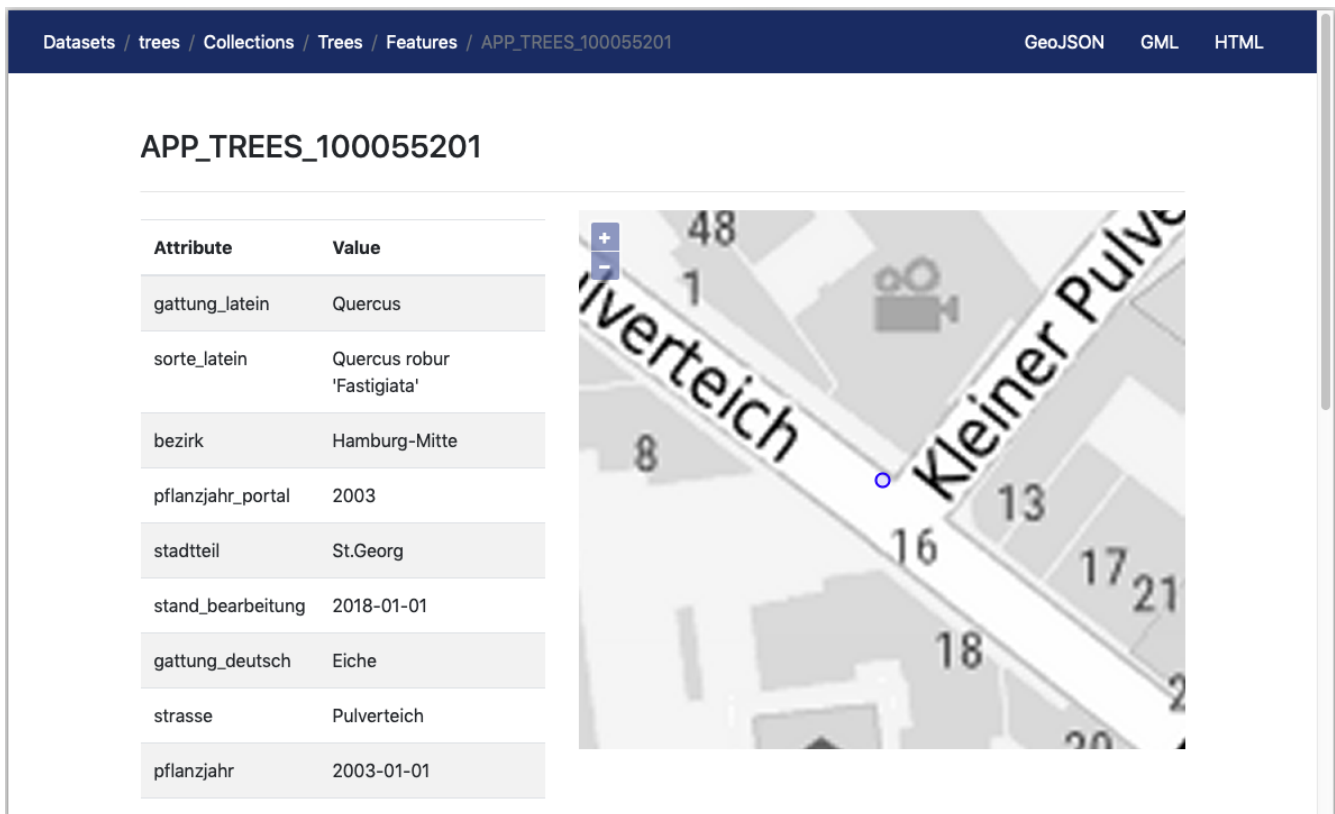 Datasets / trees / Collections / Trees / Features / APP_TREES_100055201 GeoJSON GML HTML
APP_TREES_100055201
Attribute Value
gattung_latein Quercus
sorte_latein Quercus robur
'Fastigiata'
bezirk Hamburg-Mitte
pflanzjahr_portal 2003
stadtteil St.Georg
stand_bearbeitung 2018-01-01
gattung_deutsch Eiche
strasse Pulverteich
pflanzjahr 2003-01-01
+
-
48
1
lverteich
Kleiner Pulve
8
13
16
17
21
18
20